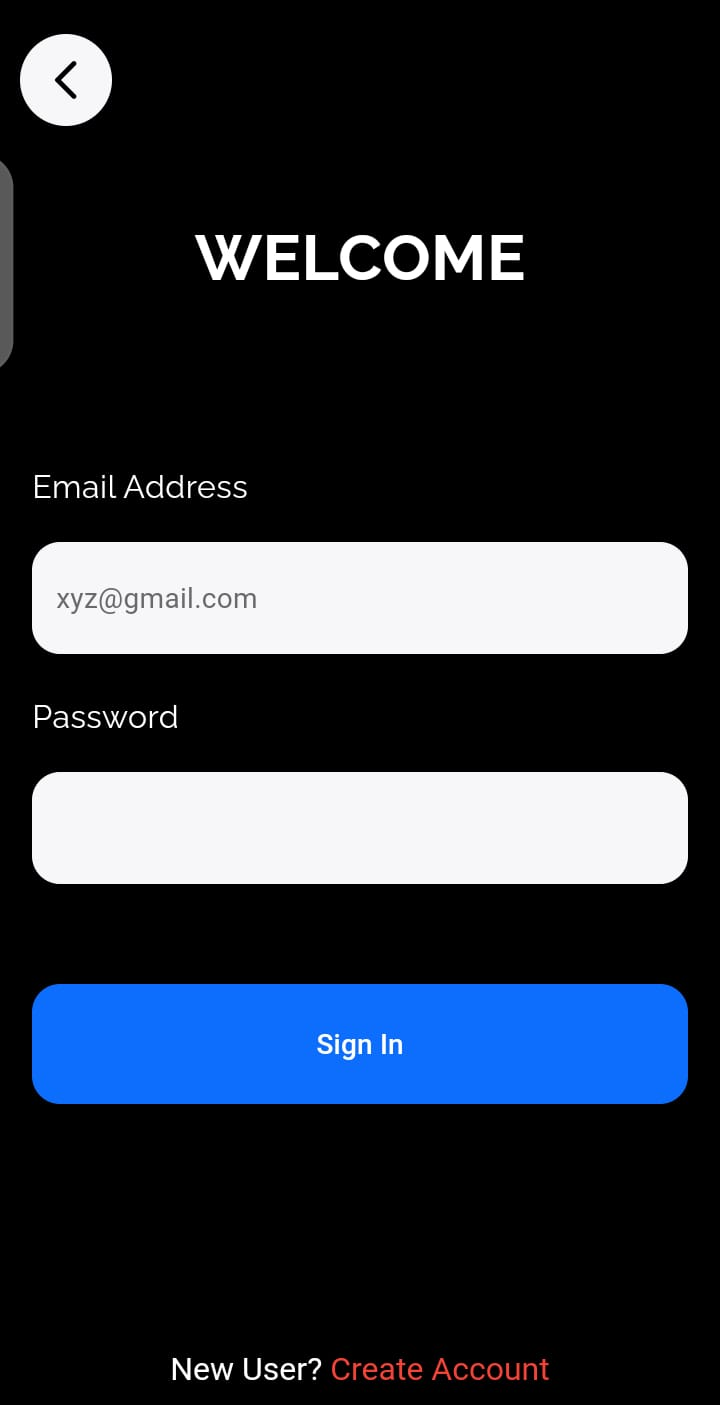 WELCOME
Email Address
xyz@gmail.com
Password
Sign In
New User? Create Account